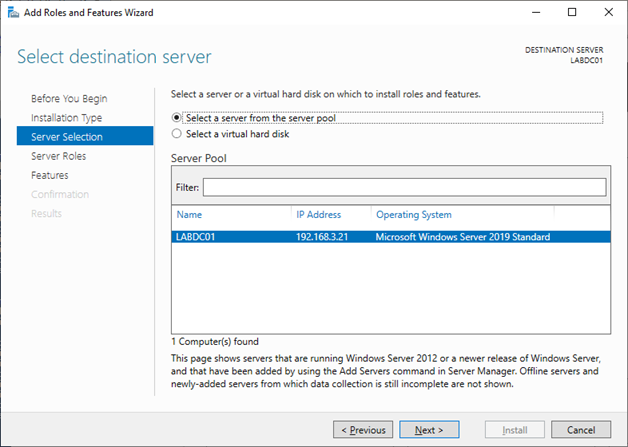 Add Roles and Features Wizard
Select destination server
DESTINATION SERVER
LABDC01
Before You Begin
Installation Type
Server Selection
Server Roles
Features
Confirmation
Results
Select a server or a virtual hard disk on which to install roles and features.
Select a server from the server pool
Select a virtual hard disk
Server Pool
Filter:
Name IP Address Operating System
LABDC01 192.168.3.21 Microsoft Windows Server 2019 Standard
1 Computer(s) found
This page shows servers that are running Windows Server 2012 or a newer release of Windows Server,
and that have been added by using the Add Servers command in Server Manager. Offline servers and
newly-added servers from which data collection is still incomplete are not shown.
< Previous Next > Install Cancel